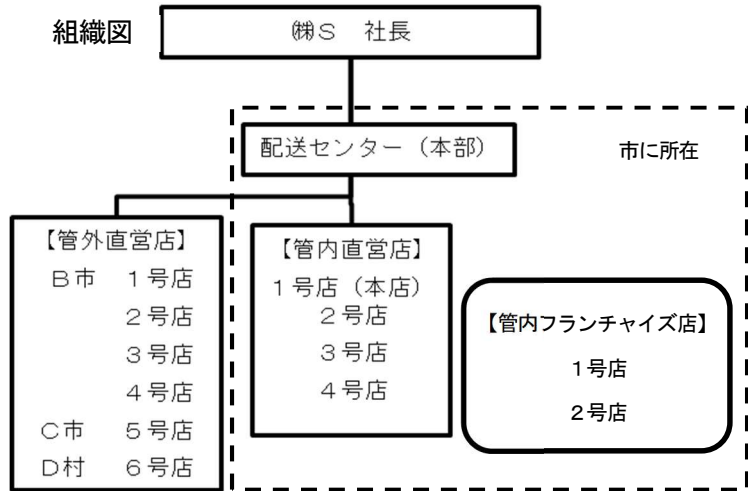 組織図
㈱S　社長
配送センター（本部）
市に所在
【管外直営店】
B市　1号店
2号店
3号店
4号店
C市　5号店
D村　6号店
【管内直営店】
1号店（本店）
2号店
3号店
4号店
【管内フランチャイズ店】
1号店
2号店